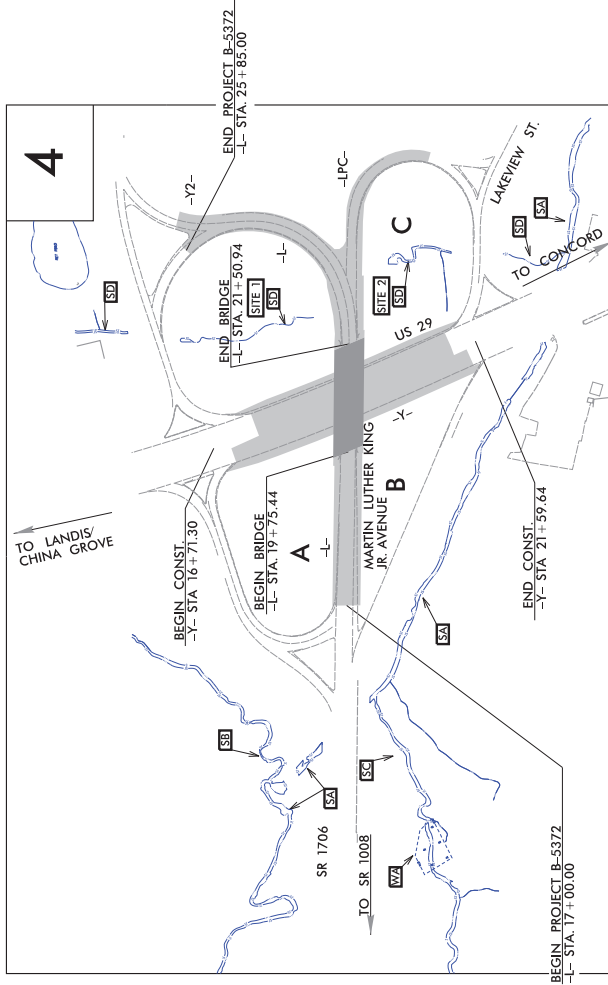 4
END PROJECT B-5372
-L- STA. 25+85.00
-Y2-
-LPC-
LAKEVIEW ST.
SD
END BRIDGE
-L- STA. 21+50.94
-L-
SITE 1
SD
C
SITE 2
SD
SD
SA
TO CONCORD
US 29
-Y-
TO LANDIS/
CHINA GROVE
BEGIN CONST.
-Y- STA 16+71.30
BEGIN BRIDGE
-L- STA. 19+75.44
A
-L-
MARTIN LUTHER KING
JR. AVENUE
B
END CONST.
-Y- STA 21+59.64
SA
SB
SA
SC
SR 1706
TO SR 1008
WA
BEGIN PROJECT B-5372
-L- STA. 17+00.00